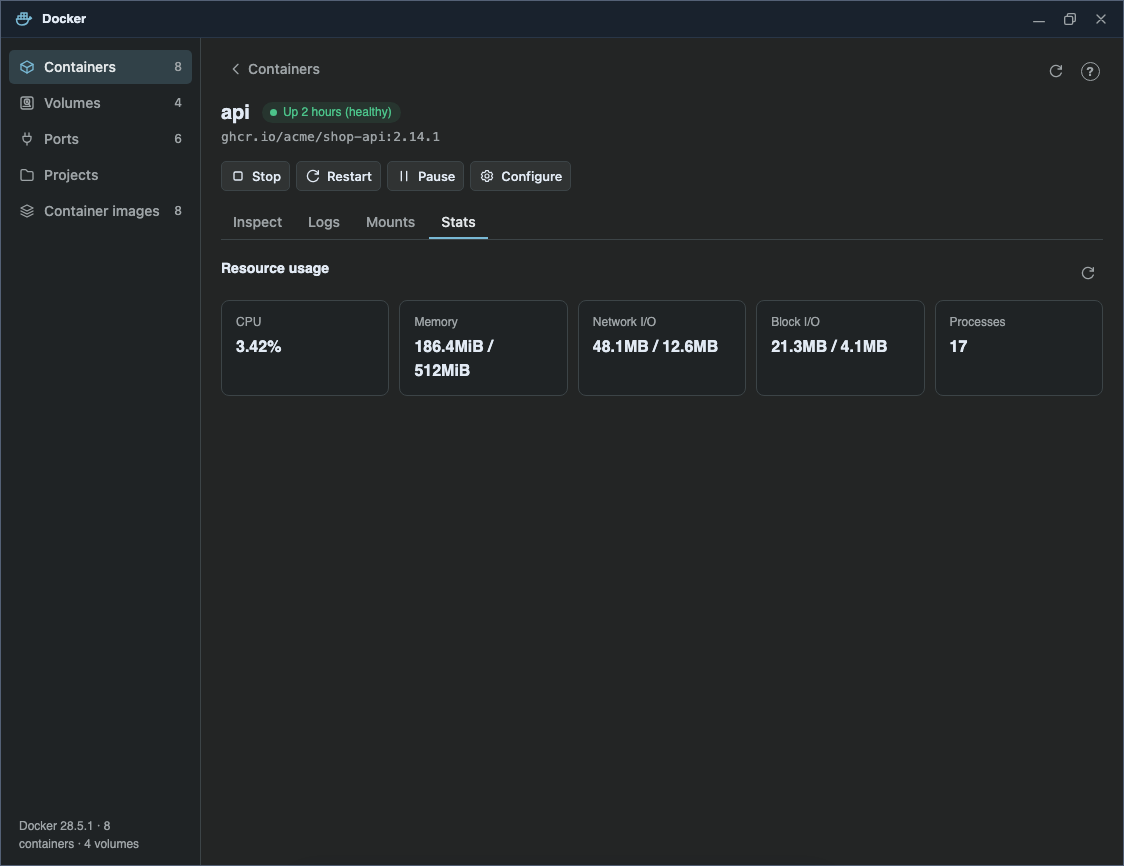 Docker
Containers 8
Volumes 4
Ports 6
Projects
Container images 8
Docker 28.5.1 · 8
containers · 4 volumes
Containers
?
api
Up 2 hours (healthy)
ghcr.io/acme/shop-api:2.14.1
Stop Restart Pause Configure
Inspect Logs Mounts Stats
Resource usage
CPU
3.42%
Memory
186.4MiB /
512MiB
Network I/O
48.1MB / 12.6MB
Block I/O
21.3MB / 4.1MB
Processes
17